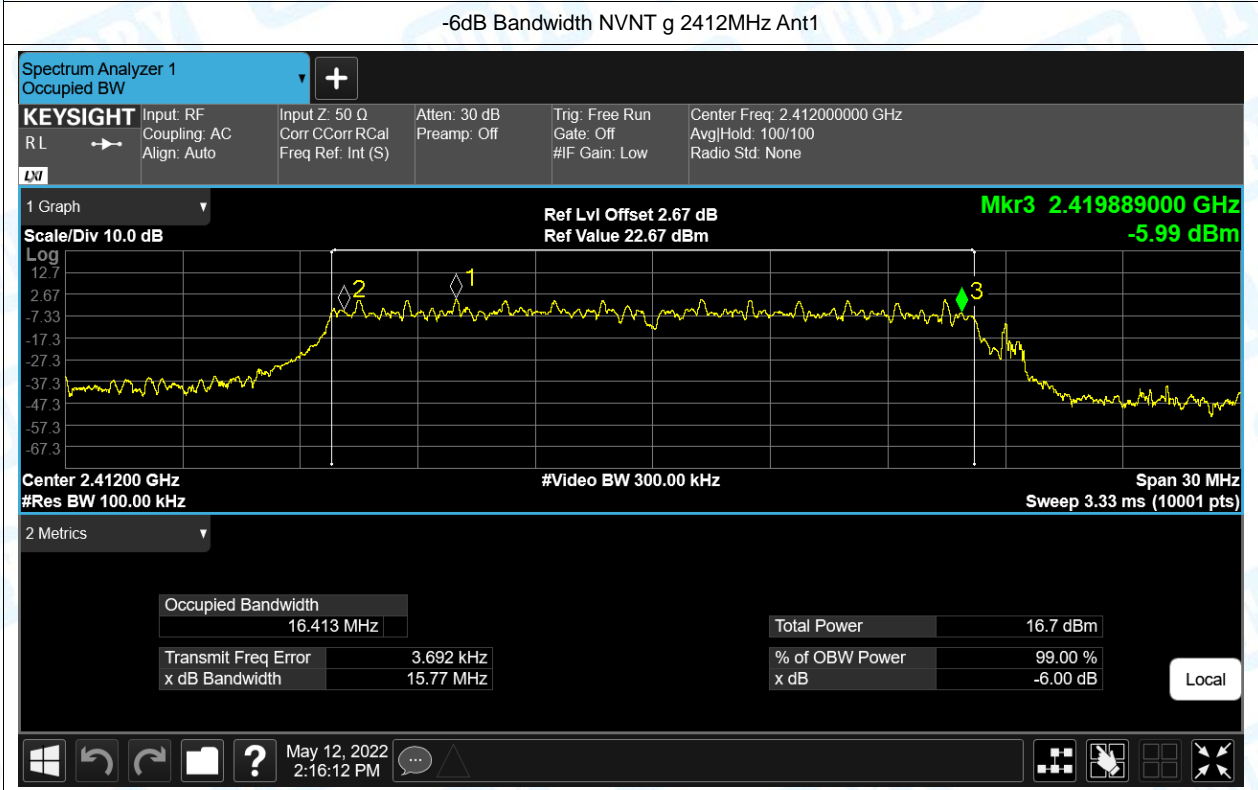 -6dB Bandwidth NVNT g 2412MHz Ant1
Spectrum Analyzer 1
Occupied BW
KEYSIGHT
RL
LXI
Input: RF
Coupling: AC
Align: Auto
Input Z: 50 Ω
Corr CCorr RCal
Freq Ref: Int (S)
Atten: 30 dB
Preamp: Off
Trig: Free Run
Gate: Off
#IF Gain: Low
Center Freq: 2.412000000 GHz
Avg|Hold: 100/100
Radio Std: None
1 Graph
Scale/Div 10.0 dB
Ref Lvl Offset 2.67 dB
Ref Value 22.67 dBm
Mkr3 2.419889000 GHz
-5.99 dBm
Log
12.7
2.67
-7.33
-17.3
-27.3
-37.3
-47.3
-57.3
-67.3
2
1
3
Center 2.41200 GHz
#Res BW 100.00 kHz
#Video BW 300.00 kHz
Span 30 MHz
Sweep 3.33 ms (10001 pts)
2 Metrics
Occupied Bandwidth
16.413 MHz
Transmit Freq Error 3.692 kHz
x dB Bandwidth 15.77 MHz
Total Power 16.7 dBm
% of OBW Power 99.00 %
x dB -6.00 dB
Local
May 12, 2022
2:16:12 PM